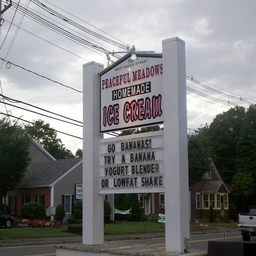 PEACEFUL MEADOWS
HOMEMADE
ICE CREAM
GO BANANAS!
TRY A BANANA
YOGURT BLENDER
OR LOWFAT SHAKE